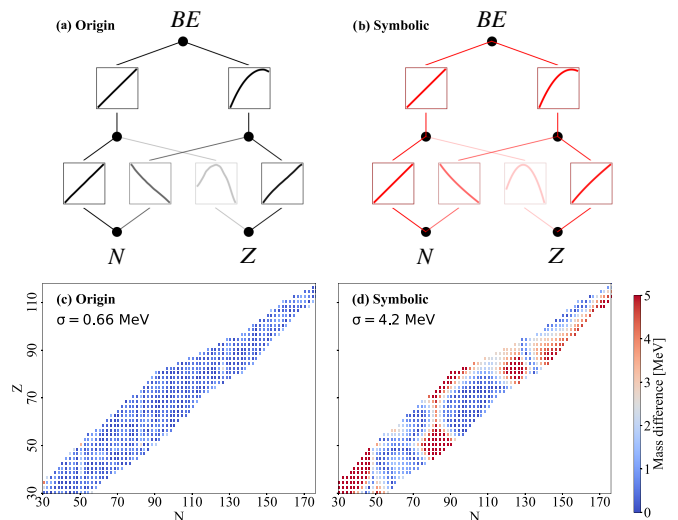 (a) Origin
BE
(b) Symbolic
BE
N
Z
N
Z
(c) Origin
σ = 0.66 MeV
(d) Symbolic
σ = 4.2 MeV
110
90
70
50
30
Z
30 50 70 90 110 130 150 170
N
30 50 70 90 110 130 150 170
N
5
4
3
2
1
0
Mass difference [MeV]